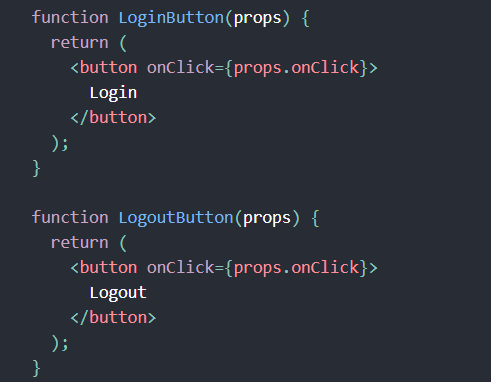 function LoginButton(props) {
  return (
    <button onClick={props.onClick}>
      Login
    </button>
  );
}

function LogoutButton(props) {
  return (
    <button onClick={props.onClick}>
      Logout
    </button>
  );
}